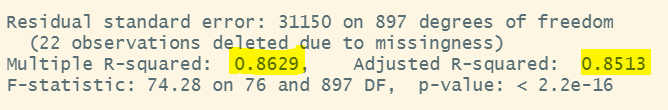 Residual standard error: 31150 on 897 degrees of freedom
(22 observations deleted due to missingness)
Multiple R-squared: 0.8629, Adjusted R-squared: 0.8513
F-statistic: 74.28 on 76 and 897 DF, p-value: < 2.2e-16